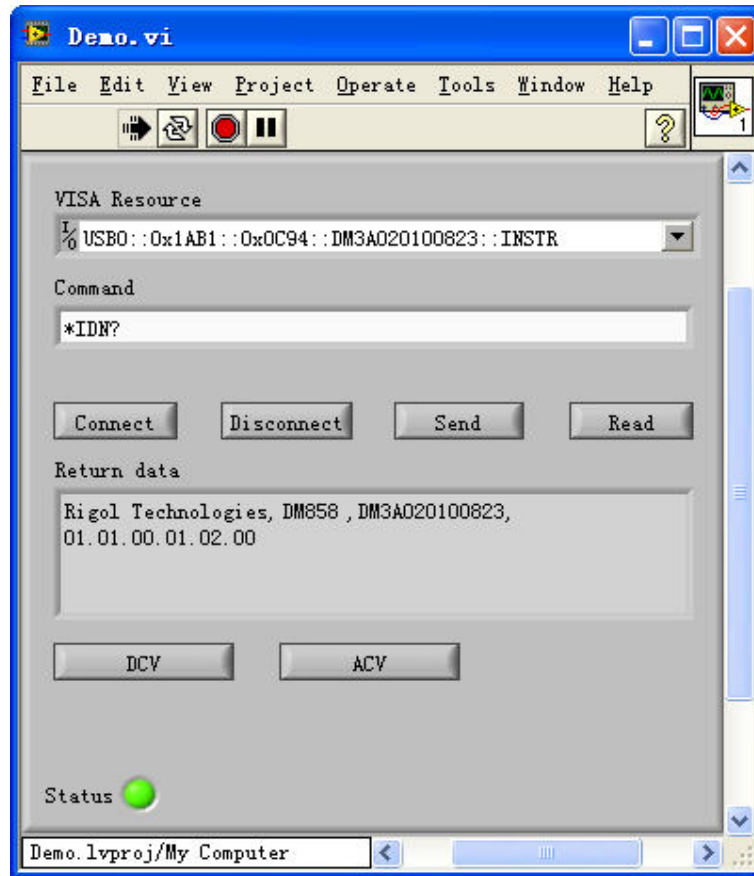 Demo.vi
File Edit View Project Operate Tools Window Help
1
VISA Resource
I/O USB0::0x1AB1::0x0C94::DM3A020100823::INSTR
Command
*IDN?
Connect Disconnect Send Read
Return data
Rigol Technologies, DM858 ,DM3A020100823,
01.01.00.01.02.00
DCV ACV
Status
Demo.lvproj/My Computer